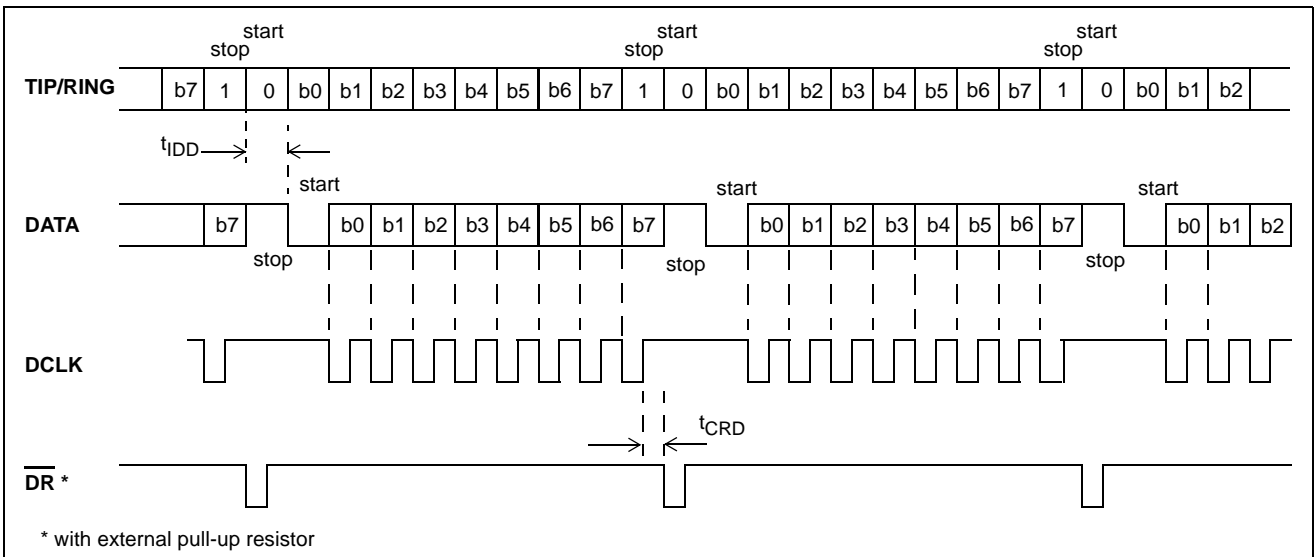 start start start
stop stop stop
TIP/RING b7 1 0 b0 b1 b2 b3 b4 b5 b6 b7 1 0 b0 b1 b2 b3 b4 b5 b6 b7 1 0 b0 b1 b2
tIDD
start start start
DATA b7 b0 b1 b2 b3 b4 b5 b6 b7 b0 b1 b2 b3 b4 b5 b6 b7 b0 b1 b2
stop stop stop
DCLK
tCRD
DR *
* with external pull-up resistor